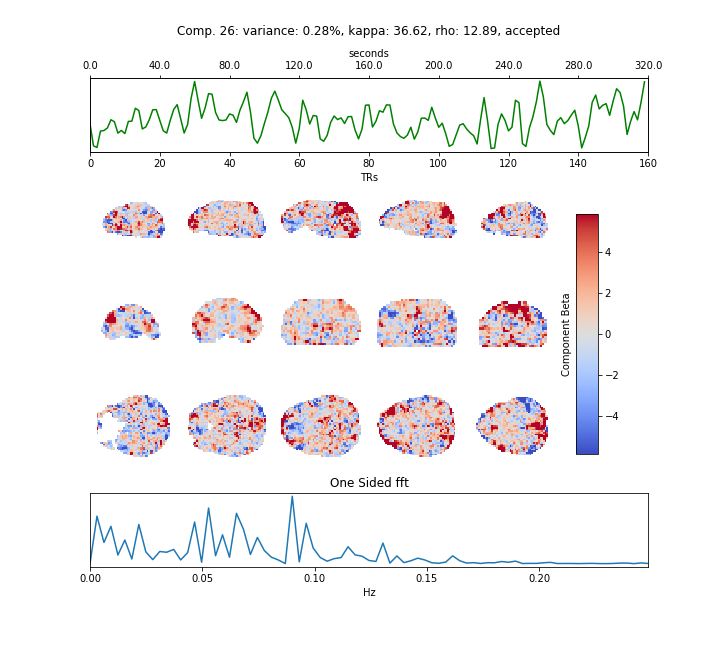 Comp. 26: variance: 0.28%, kappa: 36.62, rho: 12.89, accepted
seconds
0.0 40.0 80.0 120.0 160.0 200.0 240.0 280.0 320.0
0 20 40 60 80 100 120 140 160
TRs
4
2
0
−2
−4
Component Beta
One Sided fft
0.00 0.05 0.10 0.15 0.20
Hz